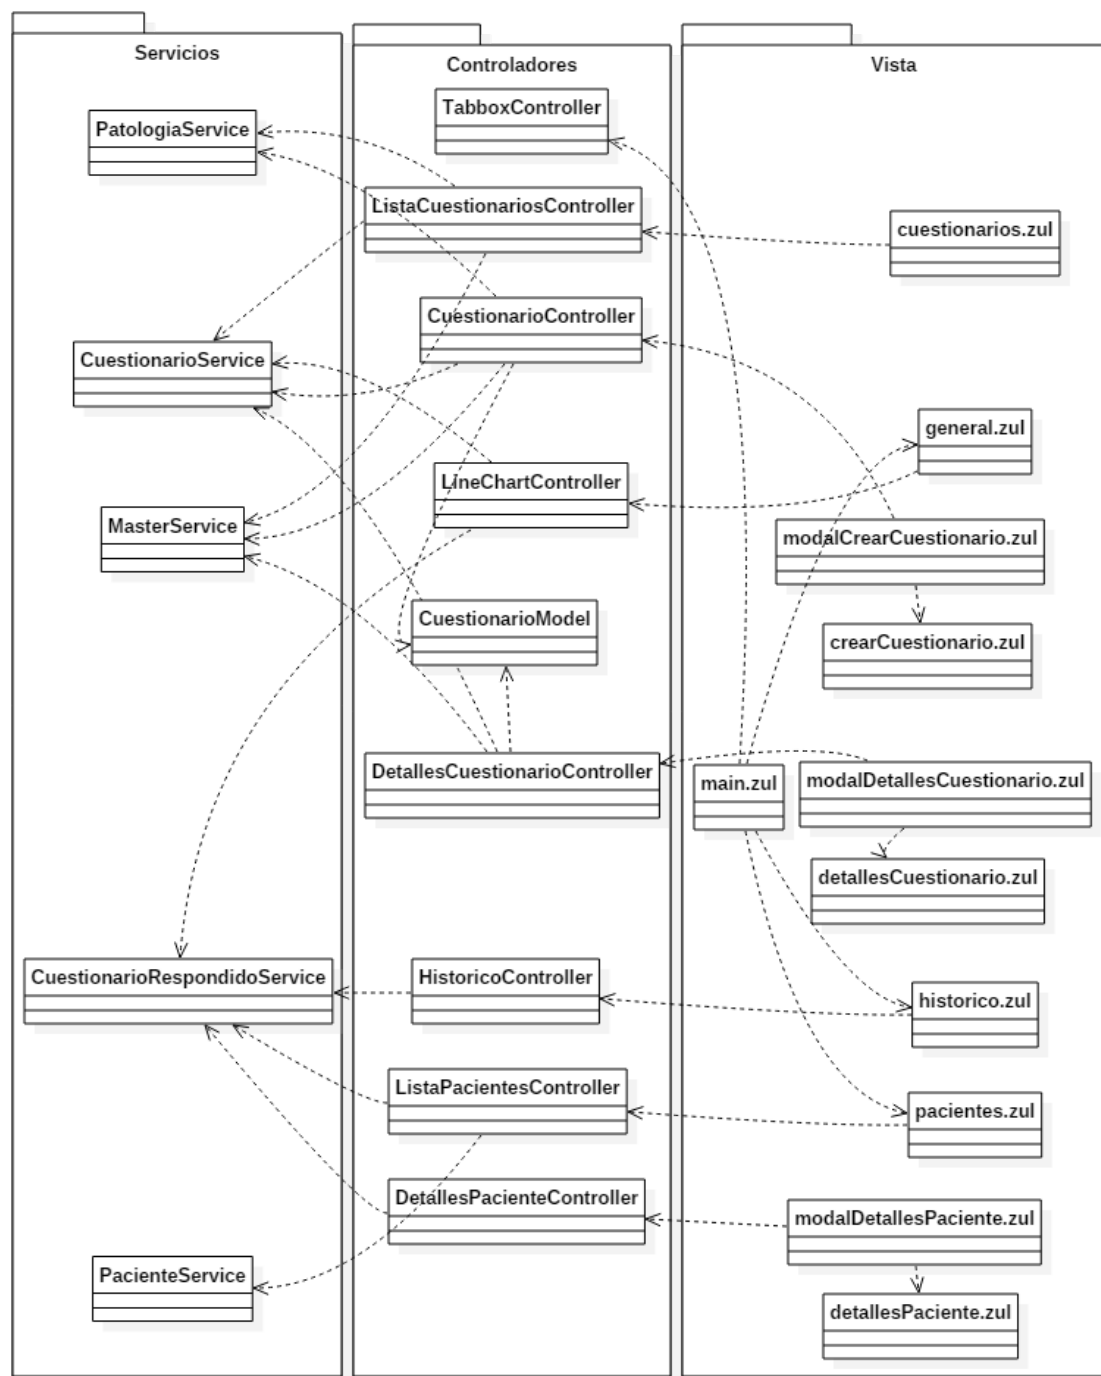 Servicios
PatologiaService
CuestionarioService
MasterService
CuestionarioRespondidoService
PacienteService
Controladores
TabboxController
ListaCuestionariosController
CuestionarioController
LineChartController
CuestionarioModel
DetallesCuestionarioController
HistoricoController
ListaPacientesController
DetallesPacienteController
Vista
cuestionarios.zul
general.zul
modalCrearCuestionario.zul
crearCuestionario.zul
main.zul
modalDetallesCuestionario.zul
detallesCuestionario.zul
historico.zul
pacientes.zul
modalDetallesPaciente.zul
detallesPaciente.zul